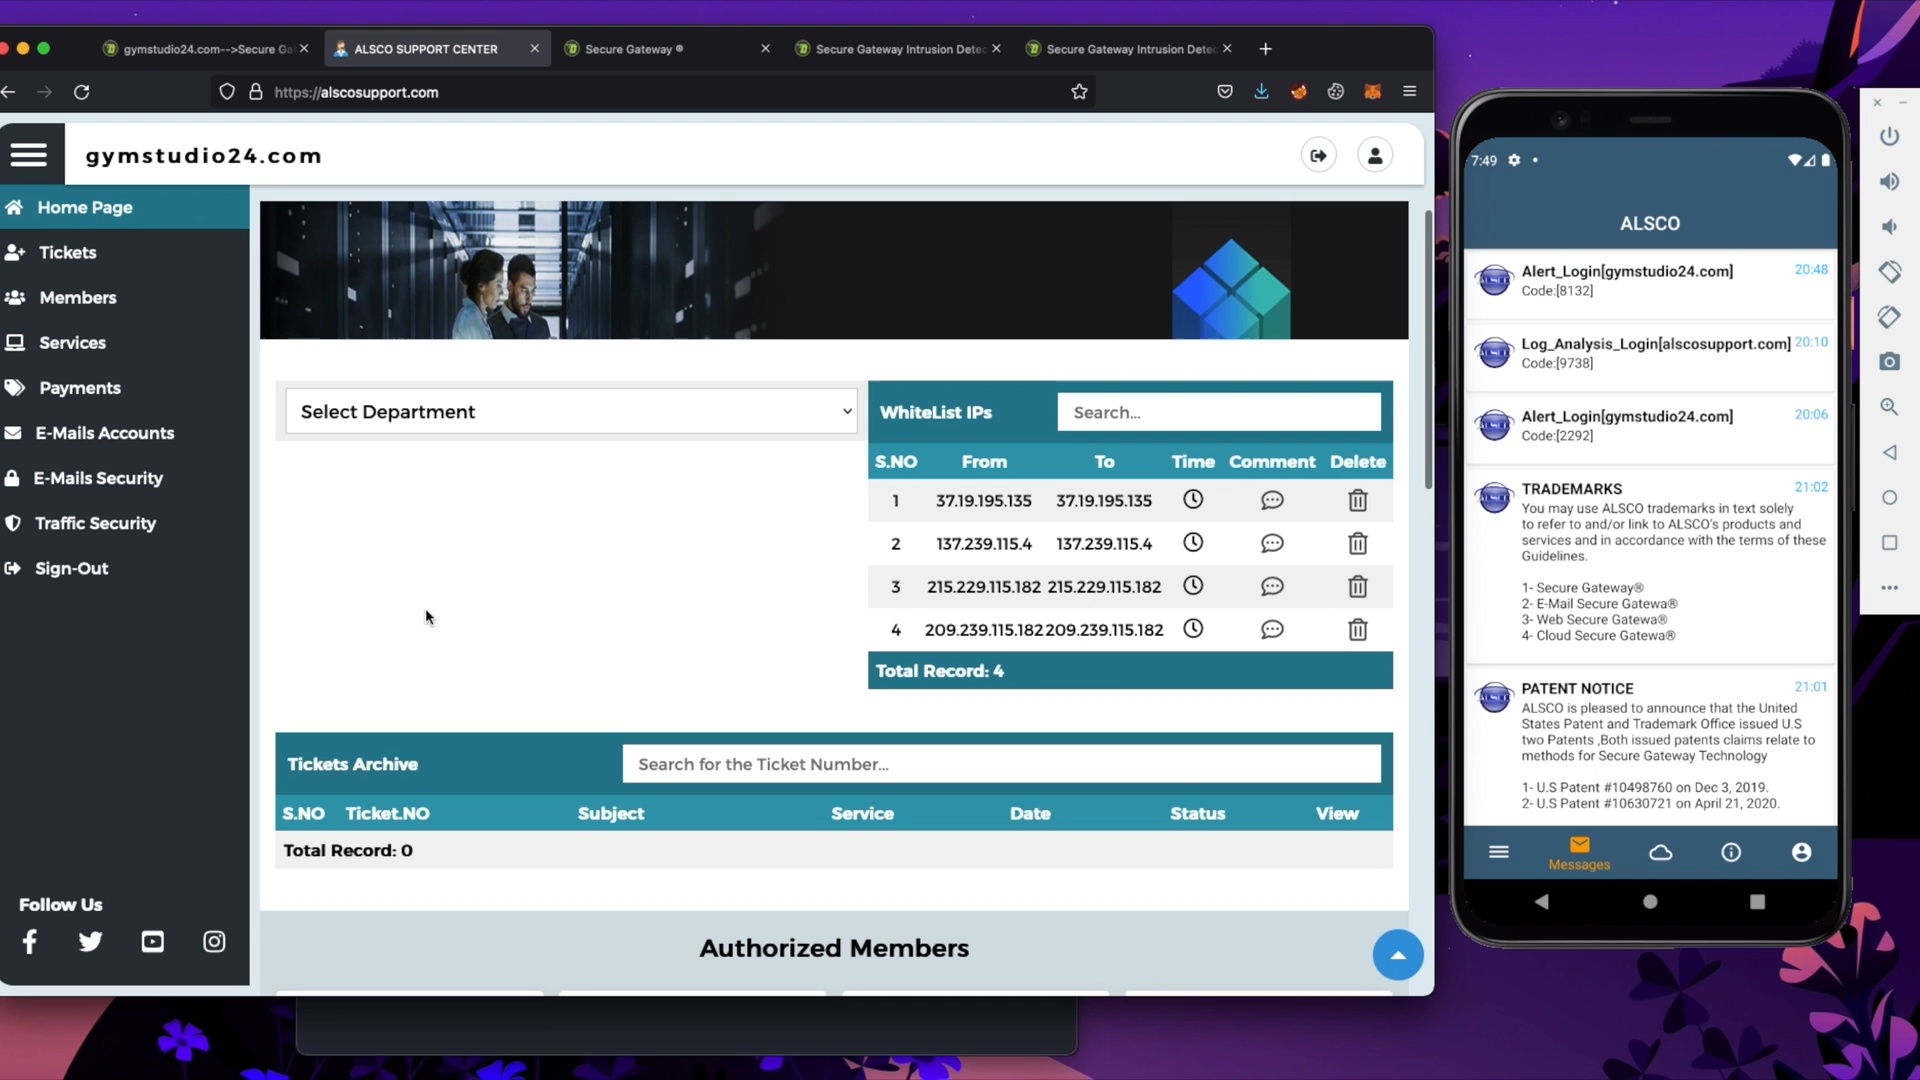 gymstudio24.com-->Secure Ga
ALSCO SUPPORT CENTER
Secure Gateway ®
Secure Gateway Intrusion Detec
Secure Gateway Intrusion Detec
https://alscosupport.com
gymstudio24.com
Home Page
Tickets
Members
Services
Payments
E-Mails Accounts
E-Mails Security
Traffic Security
Sign-Out
Follow Us
Select Department
WhiteList IPs Search...
S.NO From To Time Comment Delete
1 37.19.195.135 37.19.195.135
2 137.239.115.4 137.239.115.4
3 215.229.115.182 215.229.115.182
4 209.239.115.182 209.239.115.182
Total Record: 4
Tickets Archive Search for the Ticket Number...
S.NO Ticket.NO Subject Service Date Status View
Total Record: 0
Authorized Members
7:49
ALSCO
Alert_Login[gymstudio24.com] 20:48
Code:[8132]
Log_Analysis_Login[alscosupport.com] 20:10
Code:[9738]
Alert_Login[gymstudio24.com] 20:06
Code:[2292]
TRADEMARKS 21:02
You may use ALSCO trademarks in text solely
to refer to and/or link to ALSCO's products and
services and in accordance with the terms of these
Guidelines.
1- Secure Gateway®
2- E-Mail Secure Gatewa®
3- Web Secure Gatewa®
4- Cloud Secure Gatewa®
PATENT NOTICE 21:01
ALSCO is pleased to announce that the United
States Patent and Trademark Office issued U.S
two Patents ,Both issued patents claims relate to
methods for Secure Gateway Technology
1- U.S Patent #10498760 on Dec 3, 2019.
2- U.S Patent #10630721 on April 21, 2020.
Messages